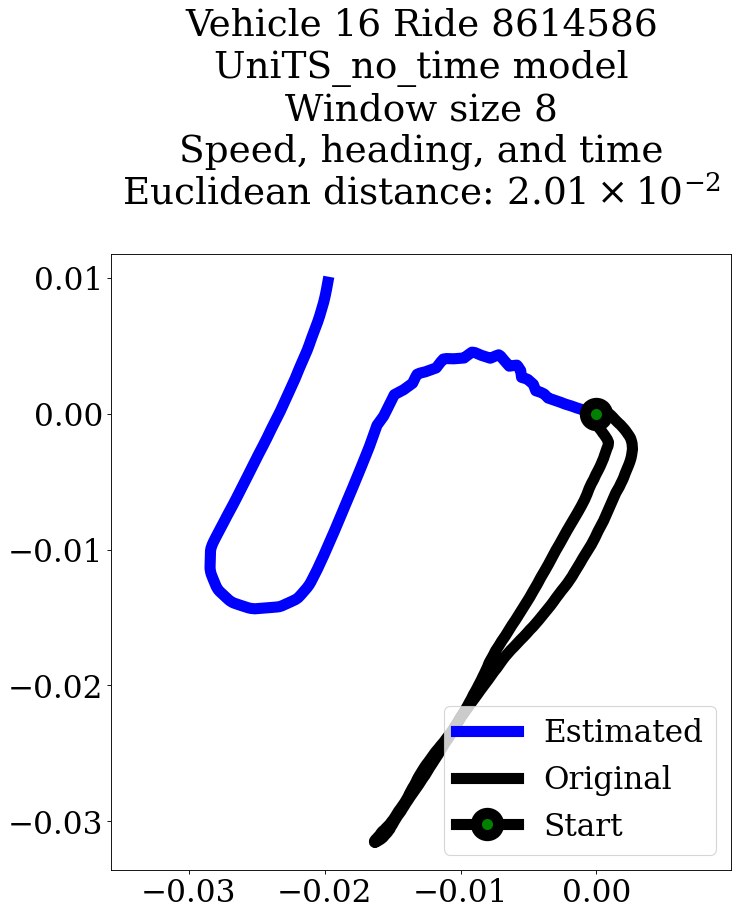 Vehicle 16 Ride 8614586
UniTS_no_time model
Window size 8
Speed, heading, and time
Euclidean distance: 2.01 × 10⁻²
0.01
0.00
−0.01
−0.02
−0.03
Estimated
Original
Start
−0.03
−0.02
−0.01
0.00